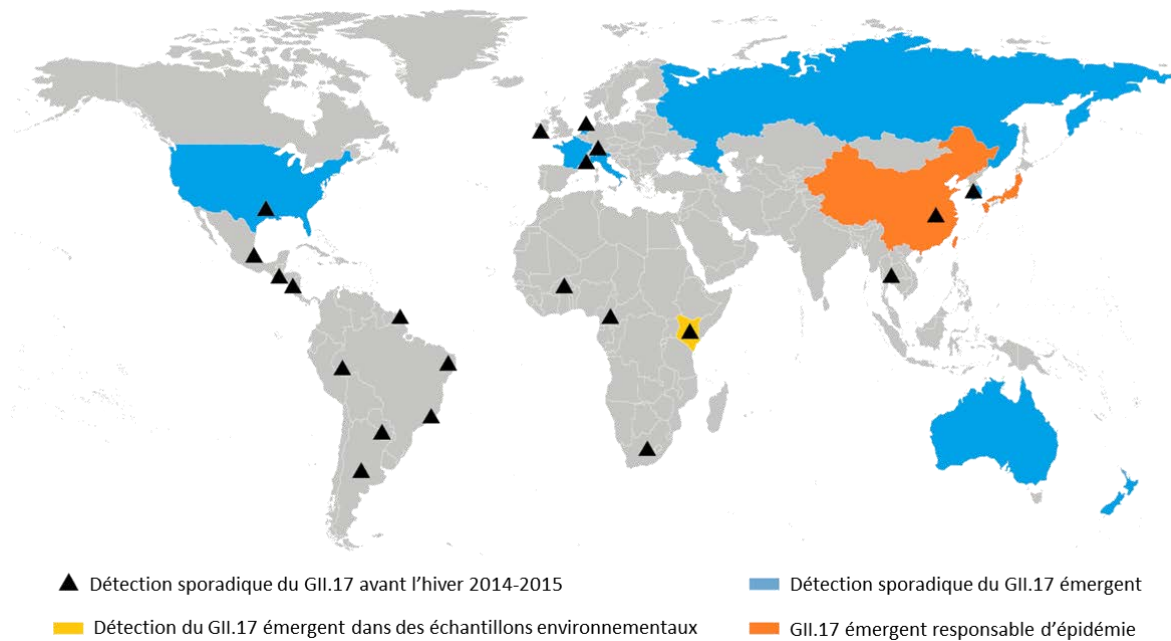 Détection sporadique du GII.17 avant l’hiver 2014-2015
Détection sporadique du GII.17 émergent
Détection du GII.17 émergent dans des échantillons environnementaux
GII.17 émergent responsable d’épidémie